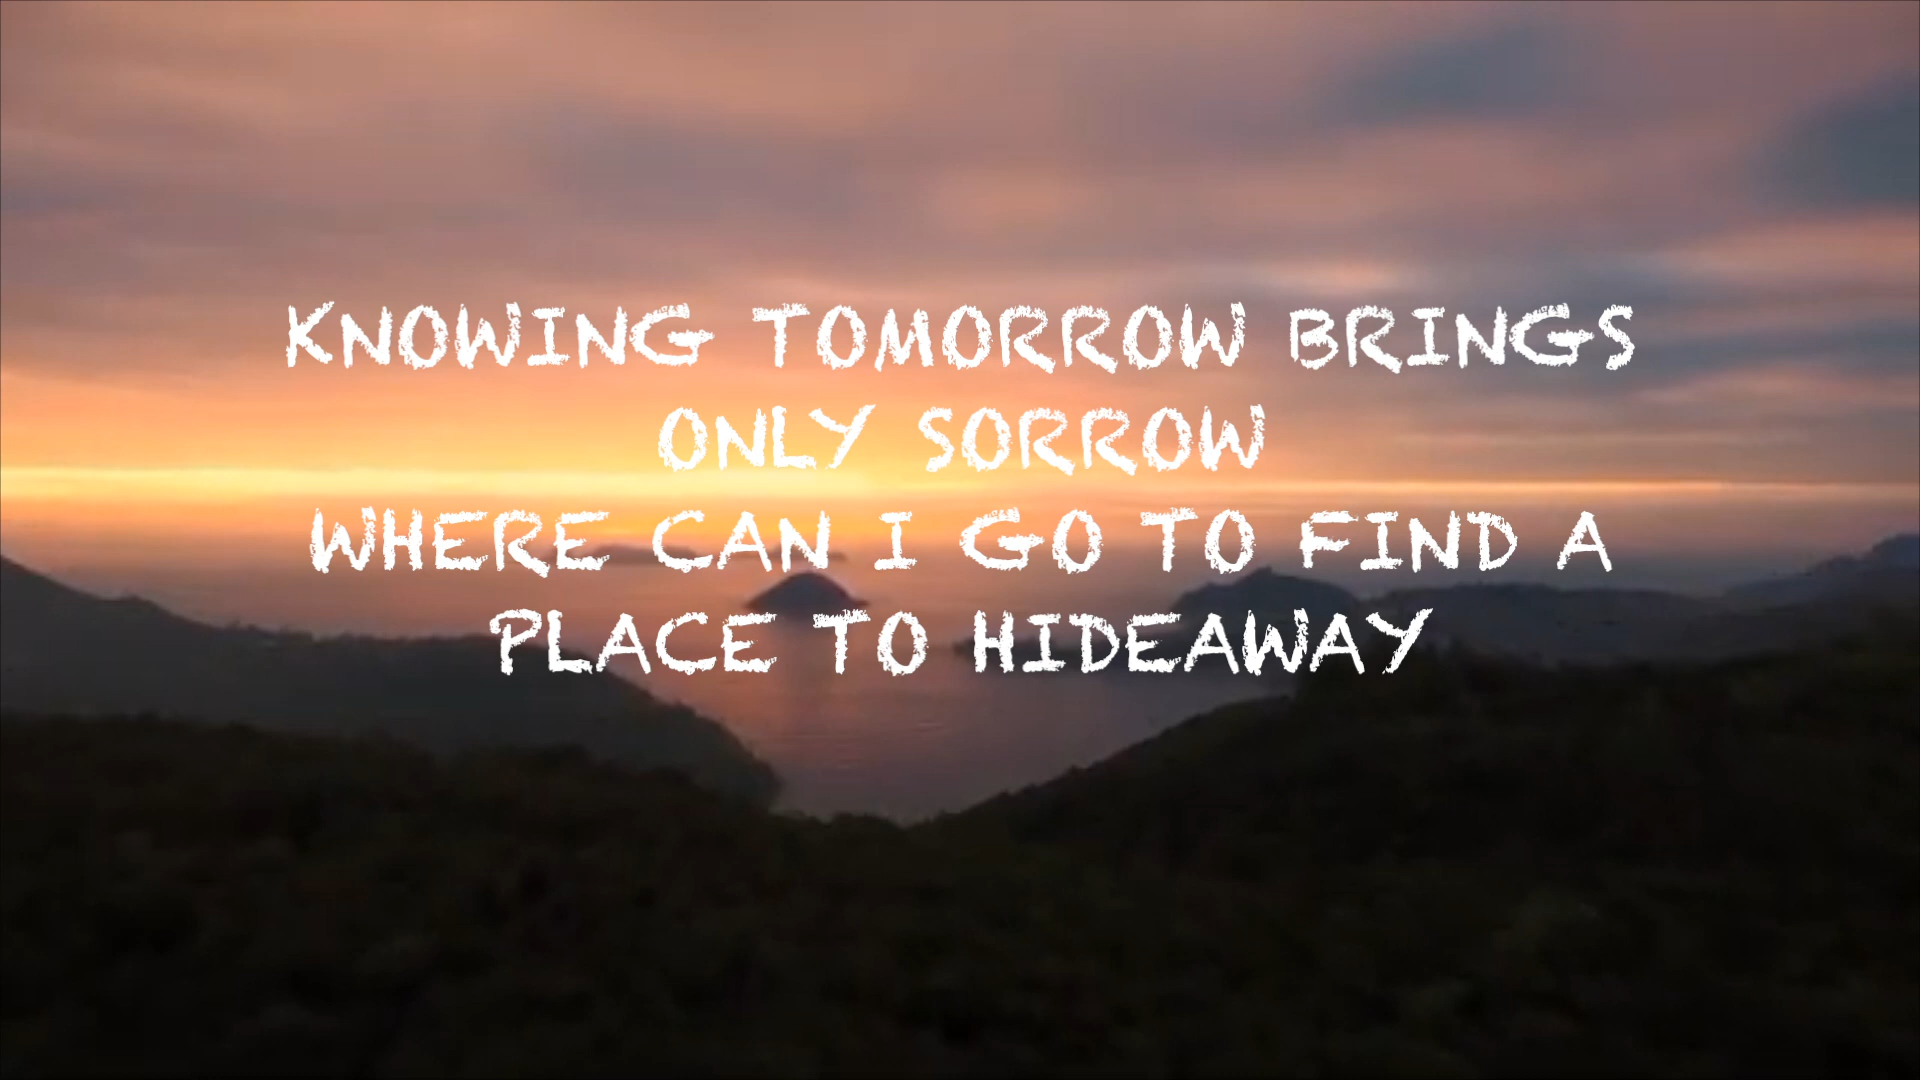 KNOWING TOMORROW BRINGS
ONLY SORROW
WHERE CAN I GO TO FIND A
PLACE TO HIDEAWAY